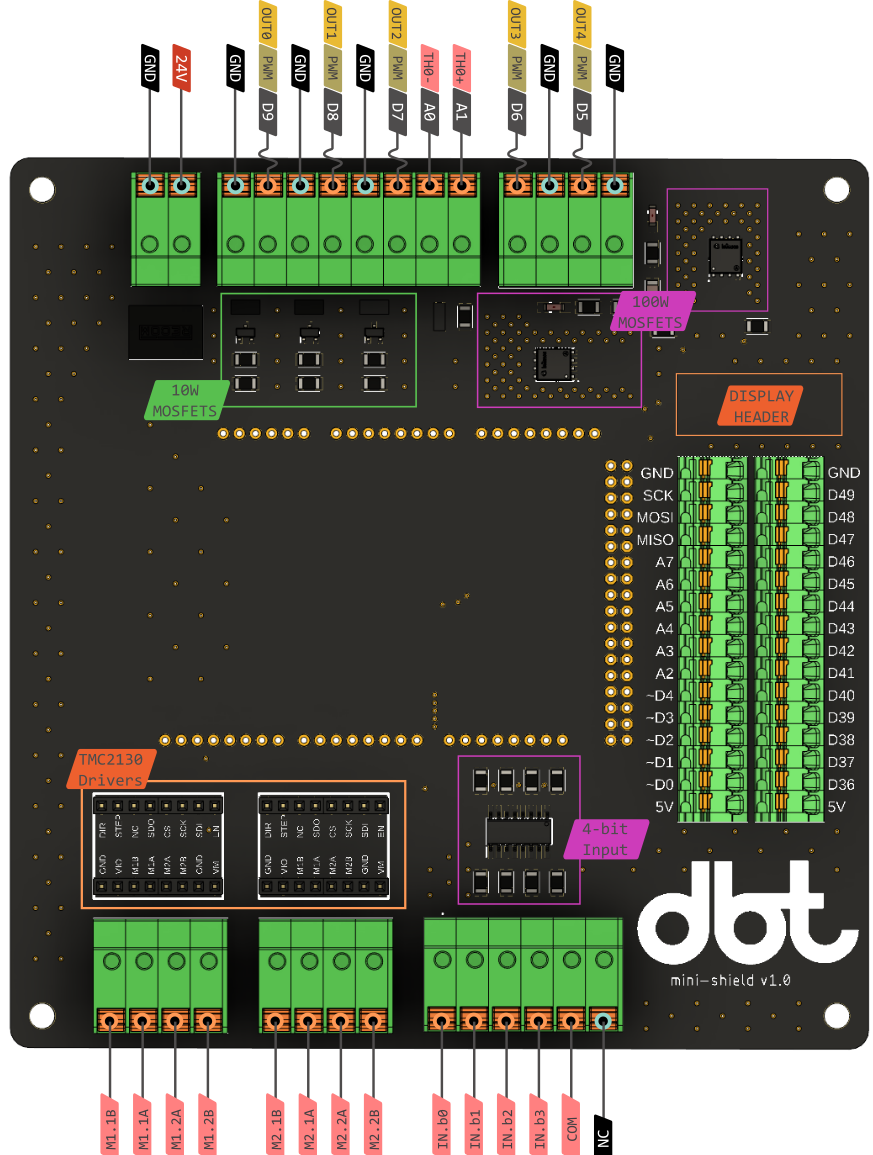 GND
24V
GND
OUT0 PWM D9
GND
OUT1 PWM D8
GND
OUT2 PWM D7
TH0- A0
TH0+ A1
OUT3 PWM D6
GND
OUT4 PWM D5
GND
100W
MOSFETS
10W
MOSFETS
DISPLAY
HEADER
GND
SCK
MOSI
MISO
A7
A6
A5
A4
A3
A2
~D4
~D3
~D2
~D1
~D0
5V
GND
D49
D48
D47
D46
D45
D44
D43
D42
D41
D40
D39
D38
D37
D36
5V
TMC2130
Drivers
DIR STEP NC SDO CS SCK SDI EN
GND VIO M1B M1A M2A M2B GND VM
DIR STEP NC SDO CS SCK SDI EN
GND VIO M1B M1A M2A M2B GND VM
4-bit
Input
dbt
mini-shield v1.0
M1.1B
M1.1A
M1.2A
M1.2B
M2.1B
M2.1A
M2.2A
M2.2B
IN.b0
IN.b1
IN.b2
IN.b3
COM
NC